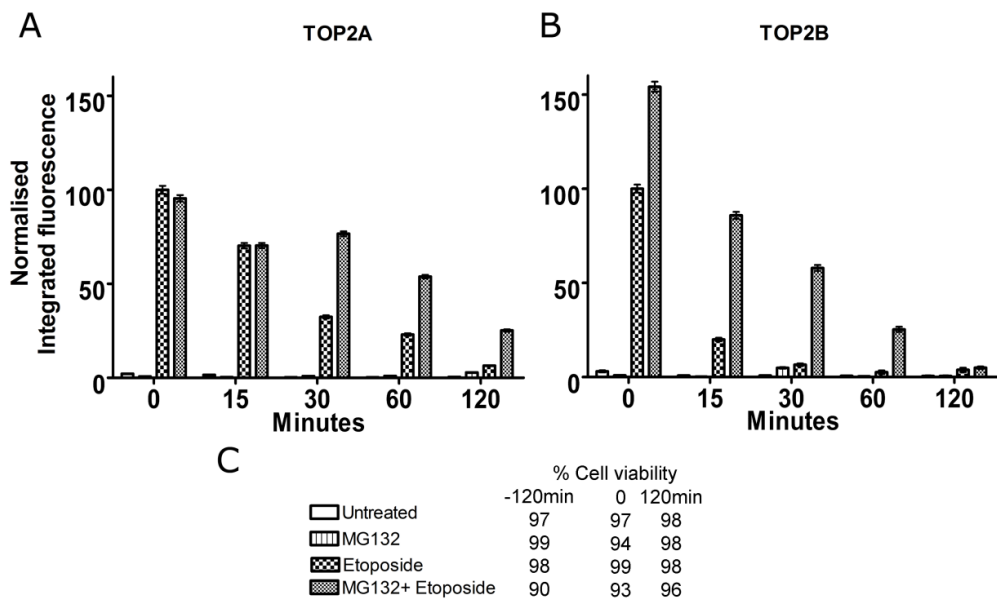 A
TOP2A
B
TOP2B
Normalised
Integrated fluorescence
150
100
50
0
0 15 30 60 120
Minutes
150
100
50
0
0 15 30 60 120
Minutes
C
% Cell viability
-120min 0 120min
Untreated 97 97 98
MG132 99 94 98
Etoposide 98 99 98
MG132+ Etoposide 90 93 96